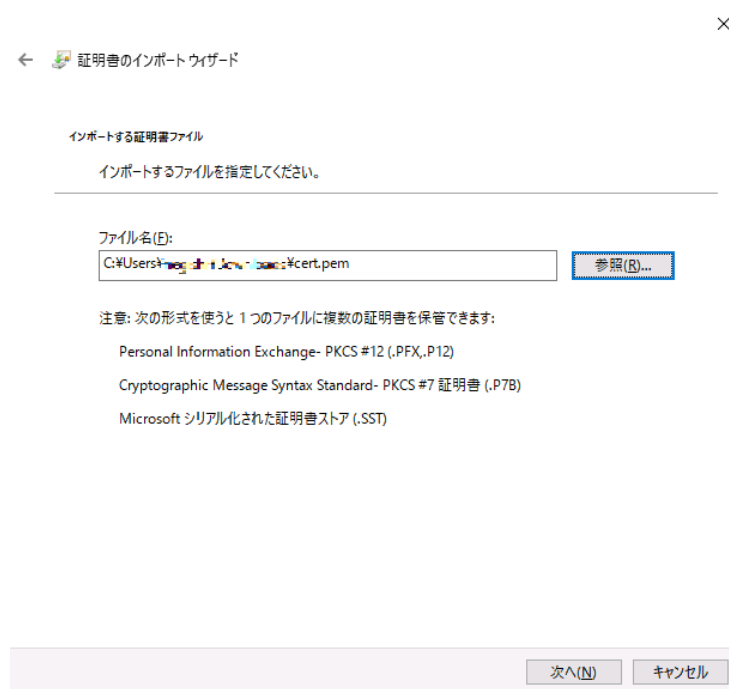 証明書のインポート ウィザード
インポートする証明書ファイル
インポートするファイルを指定してください。
ファイル名(F):
C:¥Users¥ ¥cert.pem
参照(R)...
注意: 次の形式を使うと 1 つのファイルに複数の証明書を保管できます:
Personal Information Exchange- PKCS #12 (.PFX,.P12)
Cryptographic Message Syntax Standard- PKCS #7 証明書 (.P7B)
Microsoft シリアル化された証明書ストア (.SST)
次へ(N)
キャンセル